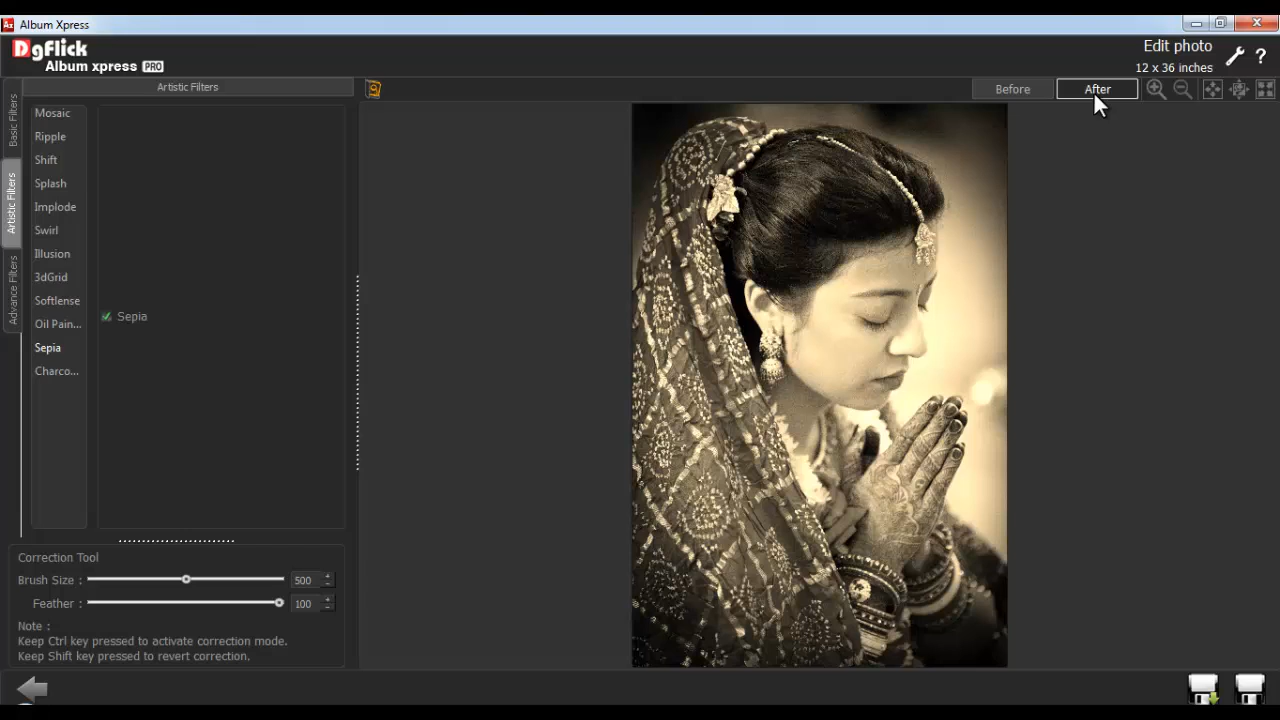 Album Xpress
DgFlick
Album xpress PRO
Edit photo
12 x 36 inches
?
Artistic Filters
Before
After
Basic Filters
Artistic Filters
Advance Filters
Mosaic
Ripple
Shift
Splash
Implode
Swirl
Illusion
3dGrid
Softlense
Oil Pain...
Sepia
Charco...
Sepia
Correction Tool
Brush Size : 500
Feather : 100
Note :
Keep Ctrl key pressed to activate correction mode.
Keep Shift key pressed to revert correction.